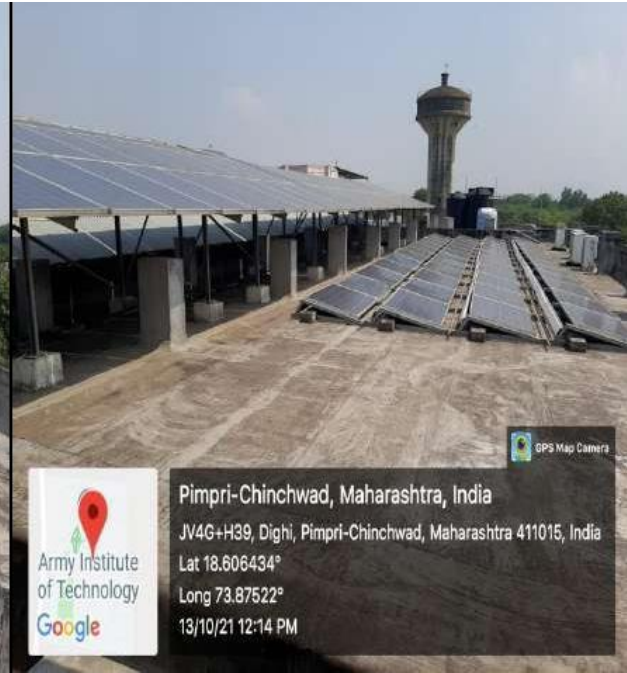 GPS Map Camera
Pimpri-Chinchwad, Maharashtra, India
JV4G+H39, Dighi, Pimpri-Chinchwad, Maharashtra 411015, India
Lat 18.606434°
Long 73.87522°
13/10/21 12:14 PM
Army Institute
of Technology
Google